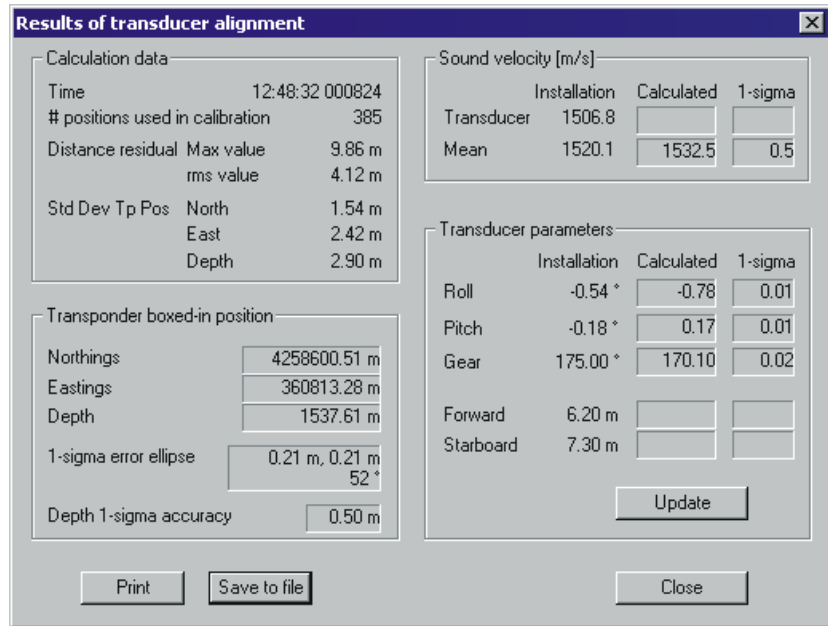 Results of transducer alignment
Calculation data
Time 12:48:32 000824
# positions used in calibration 385
Distance residual Max value 9.86 m
rms value 4.12 m
Std Dev Tp Pos North 1.54 m
East 2.42 m
Depth 2.90 m
Transponder boxed-in position
Northings 4258600.51 m
Eastings 360813.28 m
Depth 1537.61 m
1-sigma error ellipse 0.21 m, 0.21 m
52 °
Depth 1-sigma accuracy 0.50 m
Sound velocity [m/s]
Installation Calculated 1-sigma
Transducer 1506.8
Mean 1520.1 1532.5 0.5
Transducer parameters
Installation Calculated 1-sigma
Roll -0.54 ° -0.78 0.01
Pitch -0.18 ° 0.17 0.01
Gear 175.00 ° 170.10 0.02
Forward 6.20 m
Starboard 7.30 m
Update
Print Save to file Close